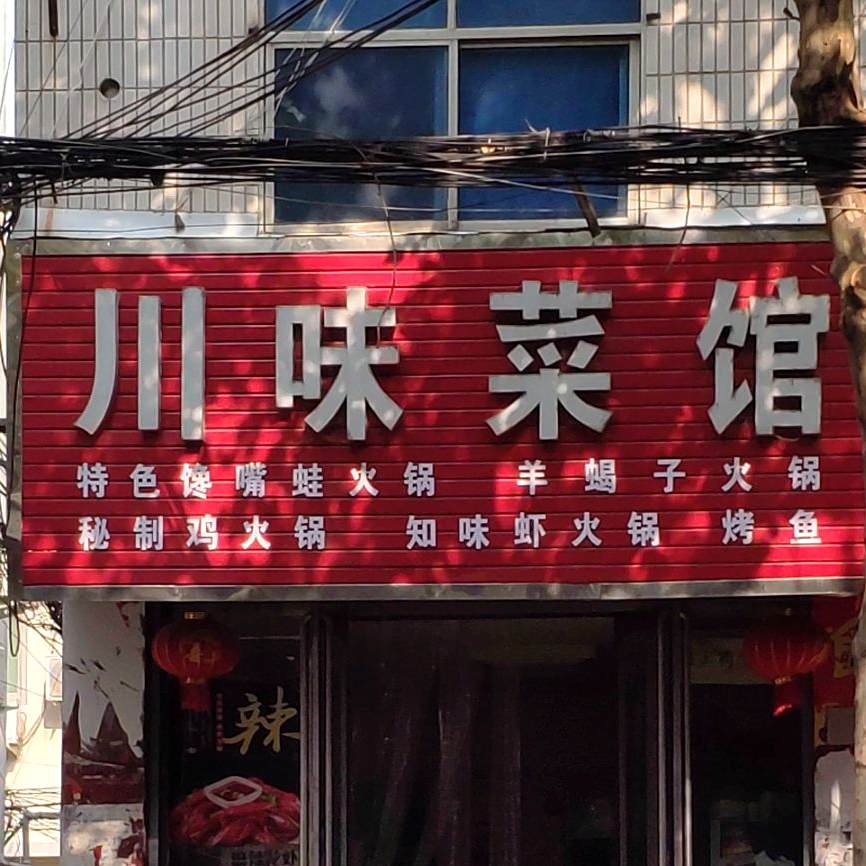 川味菜馆
特色馋嘴蛙火锅 羊蝎子火锅
秘制鸡火锅 知味虾火锅 烤鱼
辣